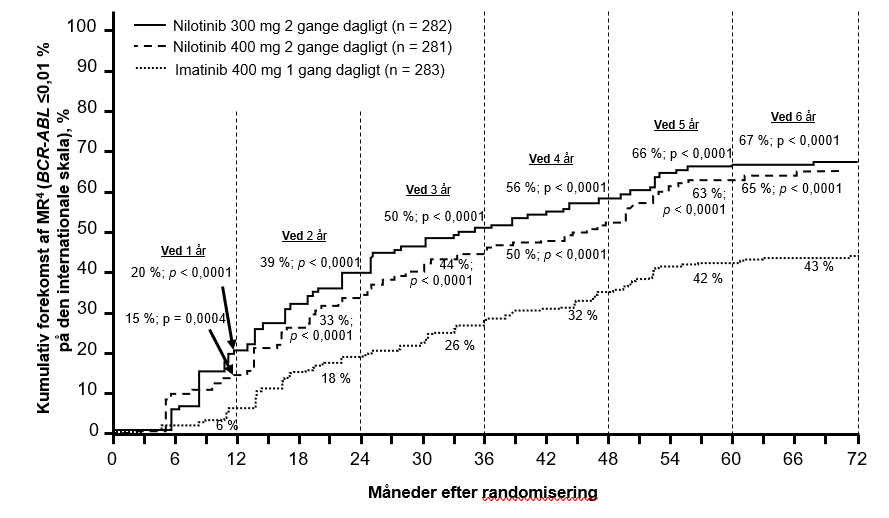 Nilotinib 300 mg 2 gange dagligt (n = 282)
Nilotinib 400 mg 2 gange dagligt (n = 281)
Imatinib 400 mg 1 gang dagligt (n = 283)
Kumulativ forekomst af MR⁴ (BCR-ABL ≤0,01 %
på den internationale skala), %
100
90
80
70
60
50
40
30
20
10
0
Ved 1 år
20 %; p < 0,0001
15 %; p = 0,0004
6 %
Ved 2 år
39 %; p < 0,0001
33 %;
p < 0,0001
18 %
Ved 3 år
50 %; p < 0,0001
44 %;
p < 0,0001
26 %
Ved 4 år
56 %; p < 0,0001
50 %; p < 0,0001
32 %
Ved 5 år
66 %; p < 0,0001
63 %;
p < 0,0001
42 %
Ved 6 år
67 %; p < 0,0001
65 %; p < 0,0001
43 %
0 6 12 18 24 30 36 42 48 54 60 66 72
Måneder efter randomisering